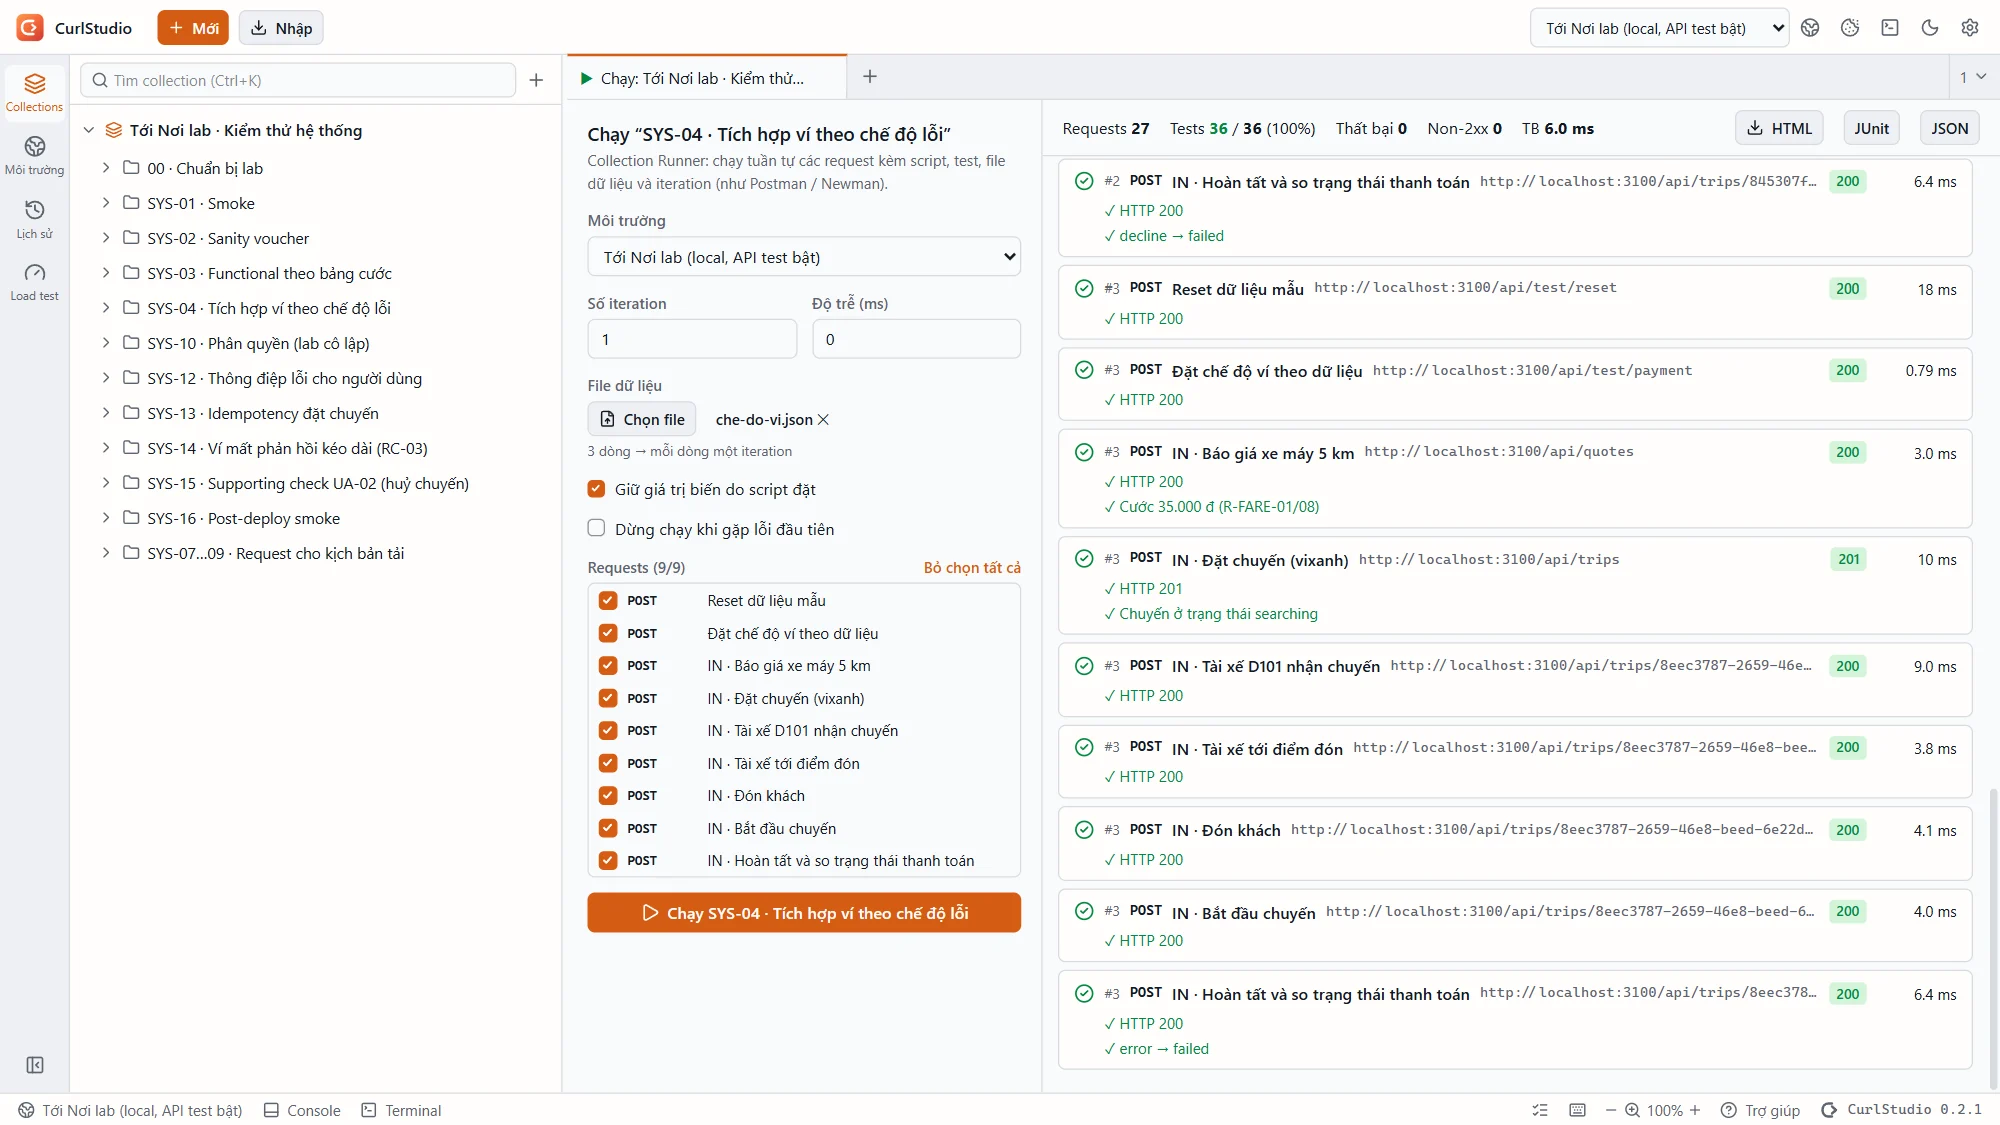 CurlStudio
Mới
Nhập
Tới Nơi lab (local, API test bật)
Collections
Môi trường
Lịch sử
Load test
Tìm collection (Ctrl+K)
Tới Nơi lab · Kiểm thử hệ thống
00 · Chuẩn bị lab
SYS-01 · Smoke
SYS-02 · Sanity voucher
SYS-03 · Functional theo bảng cước
SYS-04 · Tích hợp ví theo chế độ lỗi
SYS-10 · Phân quyền (lab cô lập)
SYS-12 · Thông điệp lỗi cho người dùng
SYS-13 · Idempotency đặt chuyến
SYS-14 · Ví mất phản hồi kéo dài (RC-03)
SYS-15 · Supporting check UA-02 (huỷ chuyến)
SYS-16 · Post-deploy smoke
SYS-07...09 · Request cho kịch bản tải
Chạy: Tới Nơi lab · Kiểm thử...
1
Chạy “SYS-04 · Tích hợp ví theo chế độ lỗi”
Collection Runner: chạy tuần tự các request kèm script, test, file
dữ liệu và iteration (như Postman / Newman).
Môi trường
Tới Nơi lab (local, API test bật)
Số iteration
Độ trễ (ms)
1
0
File dữ liệu
Chọn file
che-do-vi.json
3 dòng → mỗi dòng một iteration
Giữ giá trị biến do script đặt
Dừng chạy khi gặp lỗi đầu tiên
Requests (9/9)
Bỏ chọn tất cả
POST Reset dữ liệu mẫu
POST Đặt chế độ ví theo dữ liệu
POST IN · Báo giá xe máy 5 km
POST IN · Đặt chuyến (vixanh)
POST IN · Tài xế D101 nhận chuyến
POST IN · Tài xế tới điểm đón
POST IN · Đón khách
POST IN · Bắt đầu chuyến
POST IN · Hoàn tất và so trạng thái thanh toán
Chạy SYS-04 · Tích hợp ví theo chế độ lỗi
Requests 27 Tests 36 / 36 (100%) Thất bại 0 Non-2xx 0 TB 6.0 ms
HTML
JUnit
JSON
#2 POST IN · Hoàn tất và so trạng thái thanh toán http://localhost:3100/api/trips/845307f… 200 6.4 ms
✓ HTTP 200
✓ decline → failed
#3 POST Reset dữ liệu mẫu http://localhost:3100/api/test/reset 200 18 ms
✓ HTTP 200
#3 POST Đặt chế độ ví theo dữ liệu http://localhost:3100/api/test/payment 200 0.79 ms
✓ HTTP 200
#3 POST IN · Báo giá xe máy 5 km http://localhost:3100/api/quotes 200 3.0 ms
✓ HTTP 200
✓ Cước 35.000 đ (R-FARE-01/08)
#3 POST IN · Đặt chuyến (vixanh) http://localhost:3100/api/trips 201 10 ms
✓ HTTP 201
✓ Chuyến ở trạng thái searching
#3 POST IN · Tài xế D101 nhận chuyến http://localhost:3100/api/trips/8eec3787-2659-46e… 200 9.0 ms
✓ HTTP 200
#3 POST IN · Tài xế tới điểm đón http://localhost:3100/api/trips/8eec3787-2659-46e8-bee… 200 3.8 ms
✓ HTTP 200
#3 POST IN · Đón khách http://localhost:3100/api/trips/8eec3787-2659-46e8-beed-6e22d… 200 4.1 ms
✓ HTTP 200
#3 POST IN · Bắt đầu chuyến http://localhost:3100/api/trips/8eec3787-2659-46e8-beed-6… 200 4.0 ms
✓ HTTP 200
#3 POST IN · Hoàn tất và so trạng thái thanh toán http://localhost:3100/api/trips/8eec378… 200 6.4 ms
✓ HTTP 200
✓ error → failed
Tới Nơi lab (local, API test bật)
Console
Terminal
100%
Trợ giúp
CurlStudio 0.2.1